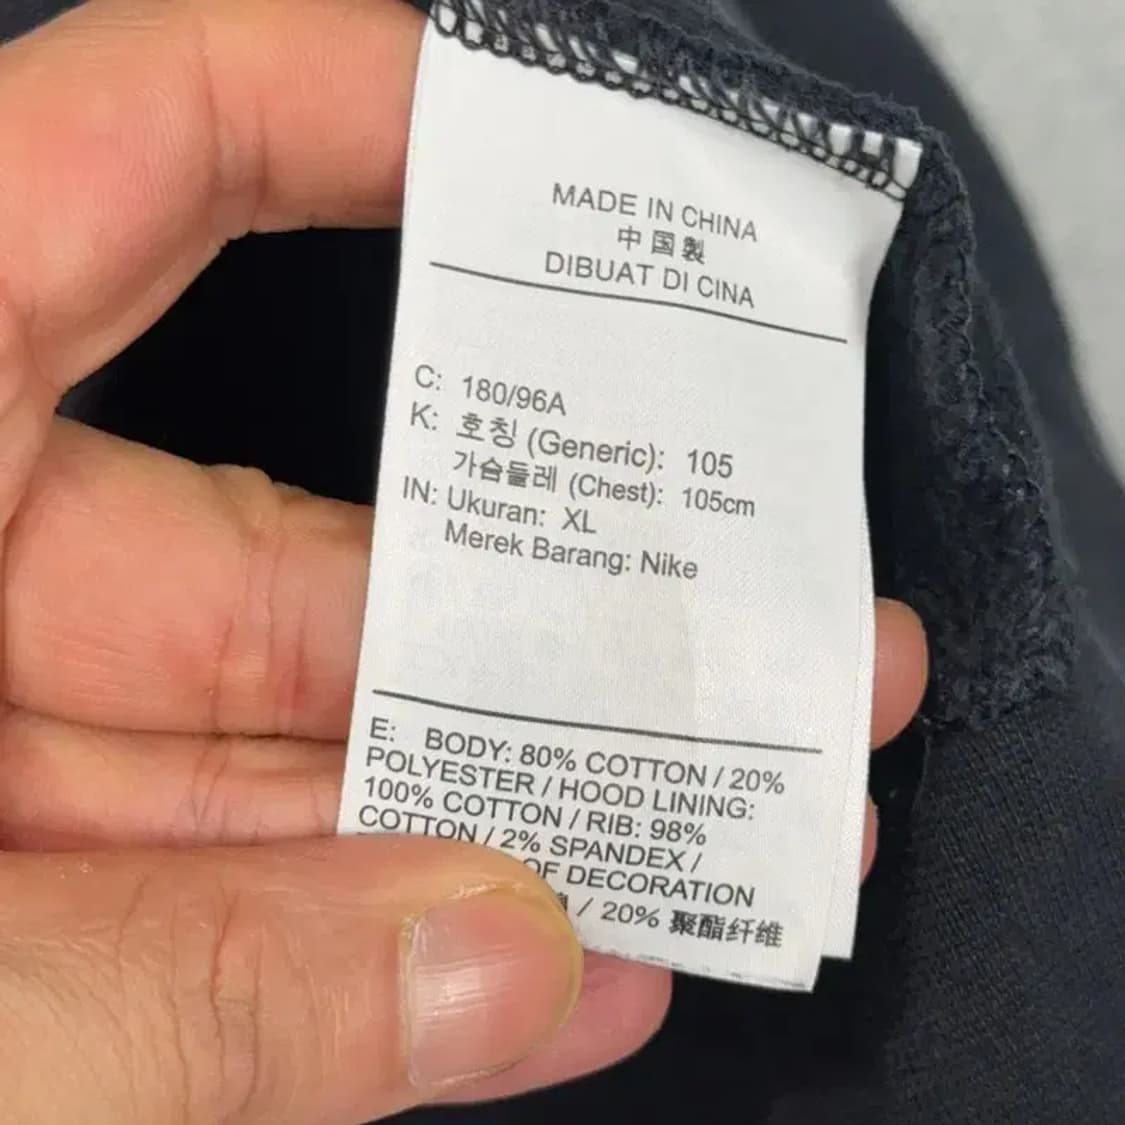 MADE IN CHINA
中国製
DIBUAT DI CINA
C: 180/96A
K: 호칭 (Generic): 105
가슴둘레 (Chest): 105cm
IN: Ukuran: XL
Merek Barang: Nike
E: BODY: 80% COTTON / 20%
POLYESTER / HOOD LINING:
100% COTTON / RIB: 98%
COTTON / 2% SPANDEX /
OF DECORATION
/ 20% 聚酯纤维